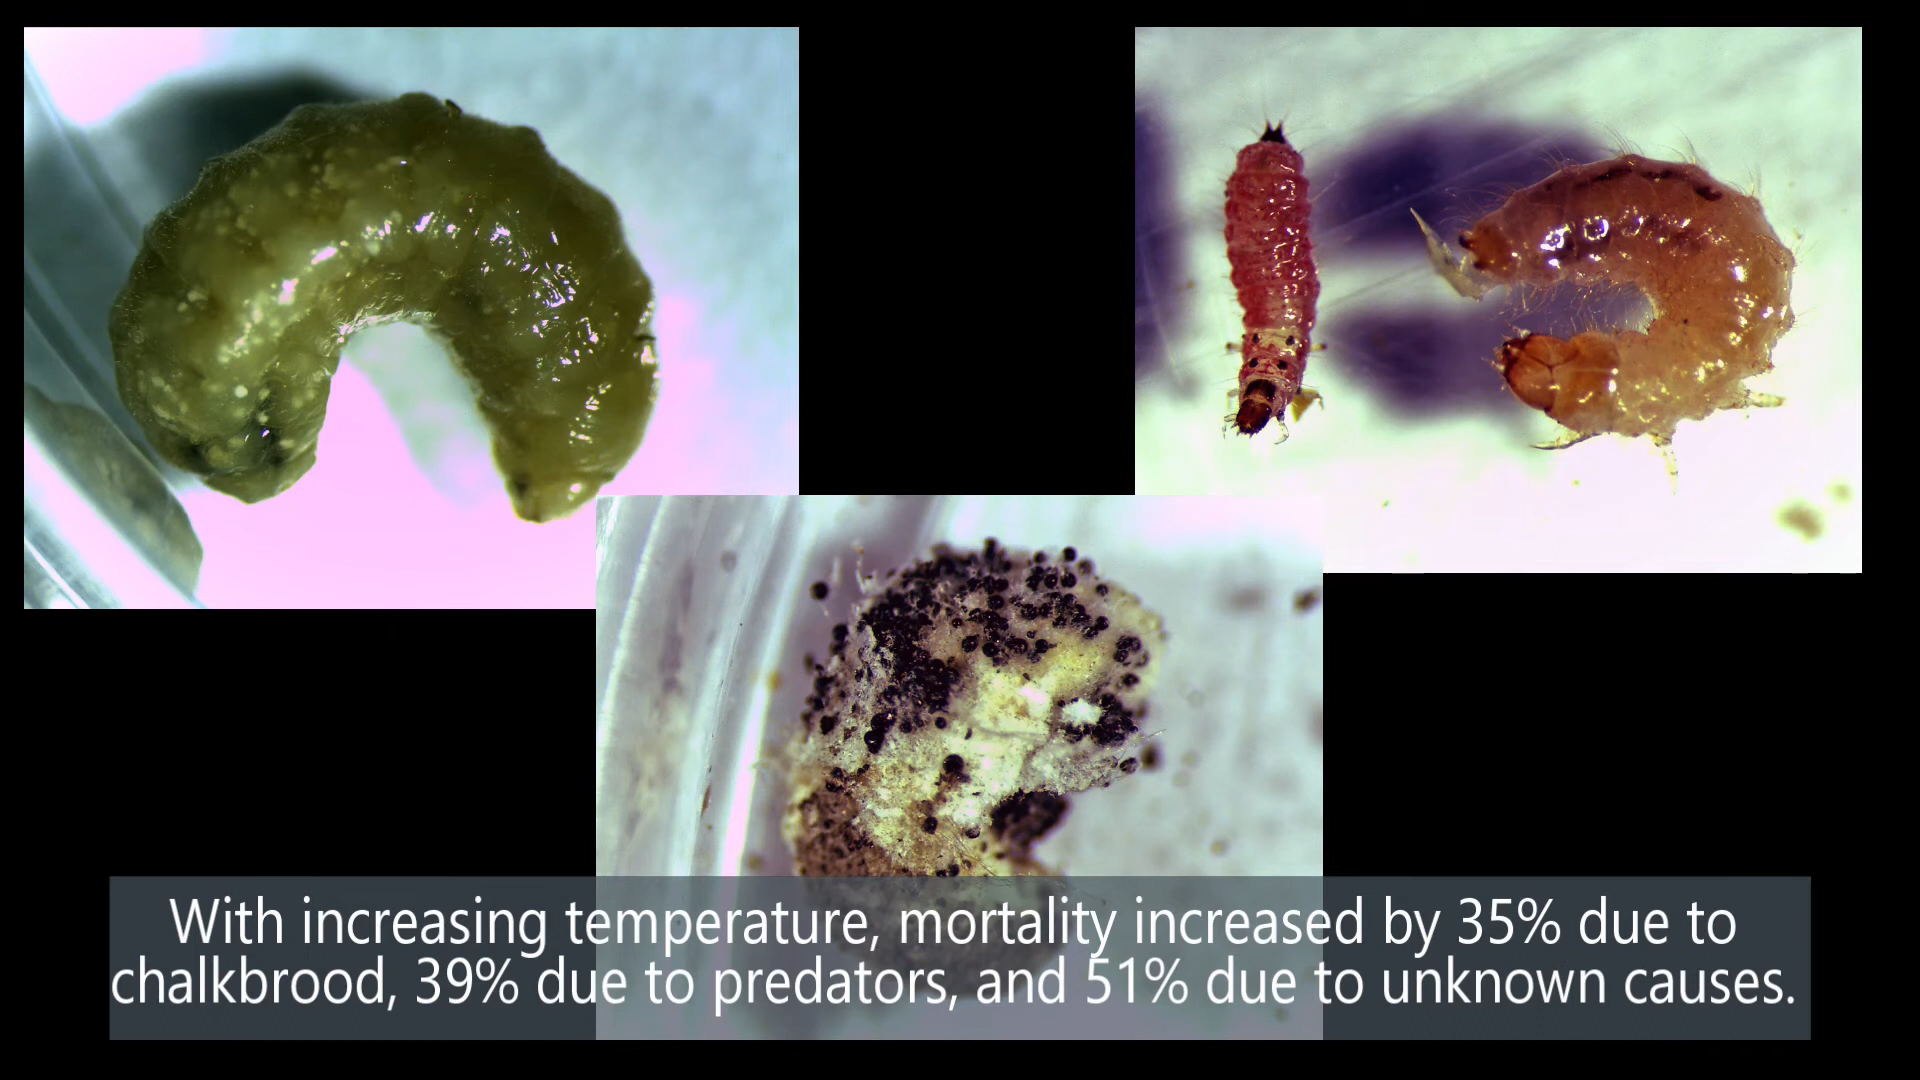 With increasing temperature, mortality increased by 35% due to
chalkbrood, 39% due to predators, and 51% due to unknown causes.